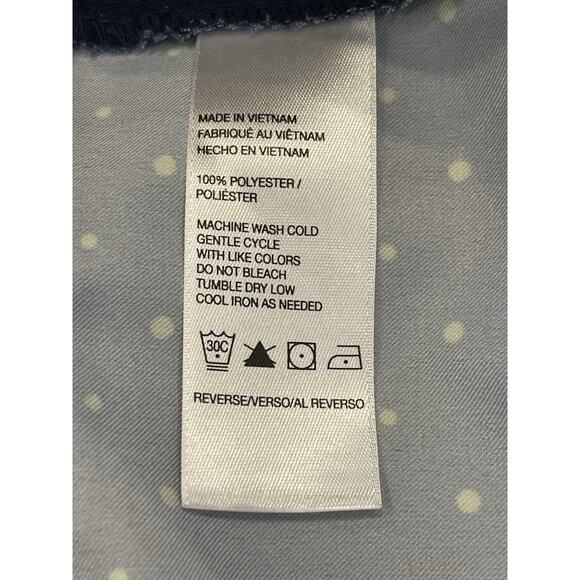 MADE IN VIETNAM
FABRIQUÉ AU VIÊTNAM
HECHO EN VIETNAM
100% POLYESTER /
POLIÉSTER
MACHINE WASH COLD
GENTLE CYCLE
WITH LIKE COLORS
DO NOT BLEACH
TUMBLE DRY LOW
COOL IRON AS NEEDED
30C
REVERSE/VERSO/AL REVERSO